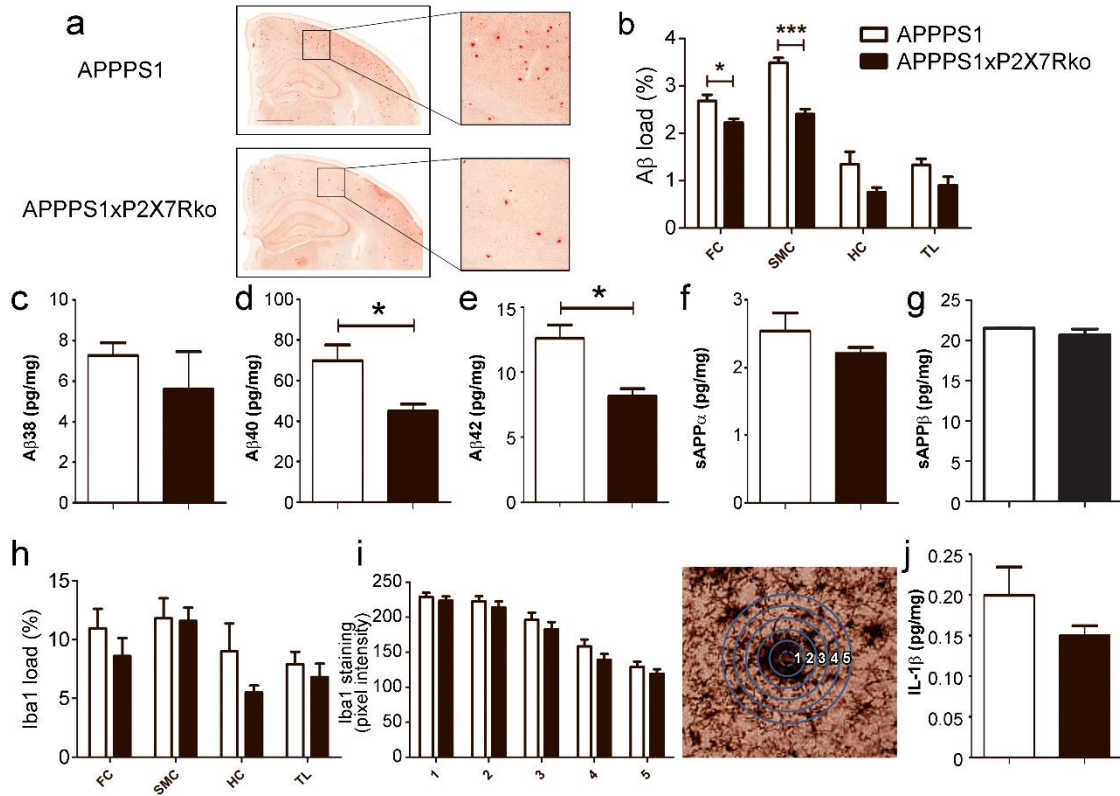 a
APPPS1
APPPS1xP2X7Rko
b
APPPS1
APPPS1xP2X7Rko
* ***
Aβ load (%)
4
3
2
1
0
FC SMC HC TL
c
Aβ38 (pg/mg)
8
6
4
2
0
d
Aβ40 (pg/mg)
100
80
60
40
20
0
*
e
Aβ42 (pg/mg)
15
10
5
0
*
f
sAPPα (pg/mg)
3
2
1
0
g
sAPPβ (pg/mg)
25
20
15
10
5
0
h
Iba1 load (%)
15
10
5
0
FC SMC HC TL
i
Iba1 staining
(pixel intensity)
250
200
150
100
50
0
1 2 3 4 5
1 2 3 4 5
j
IL-1β (pg/mg)
0.25
0.20
0.15
0.10
0.05
0.00